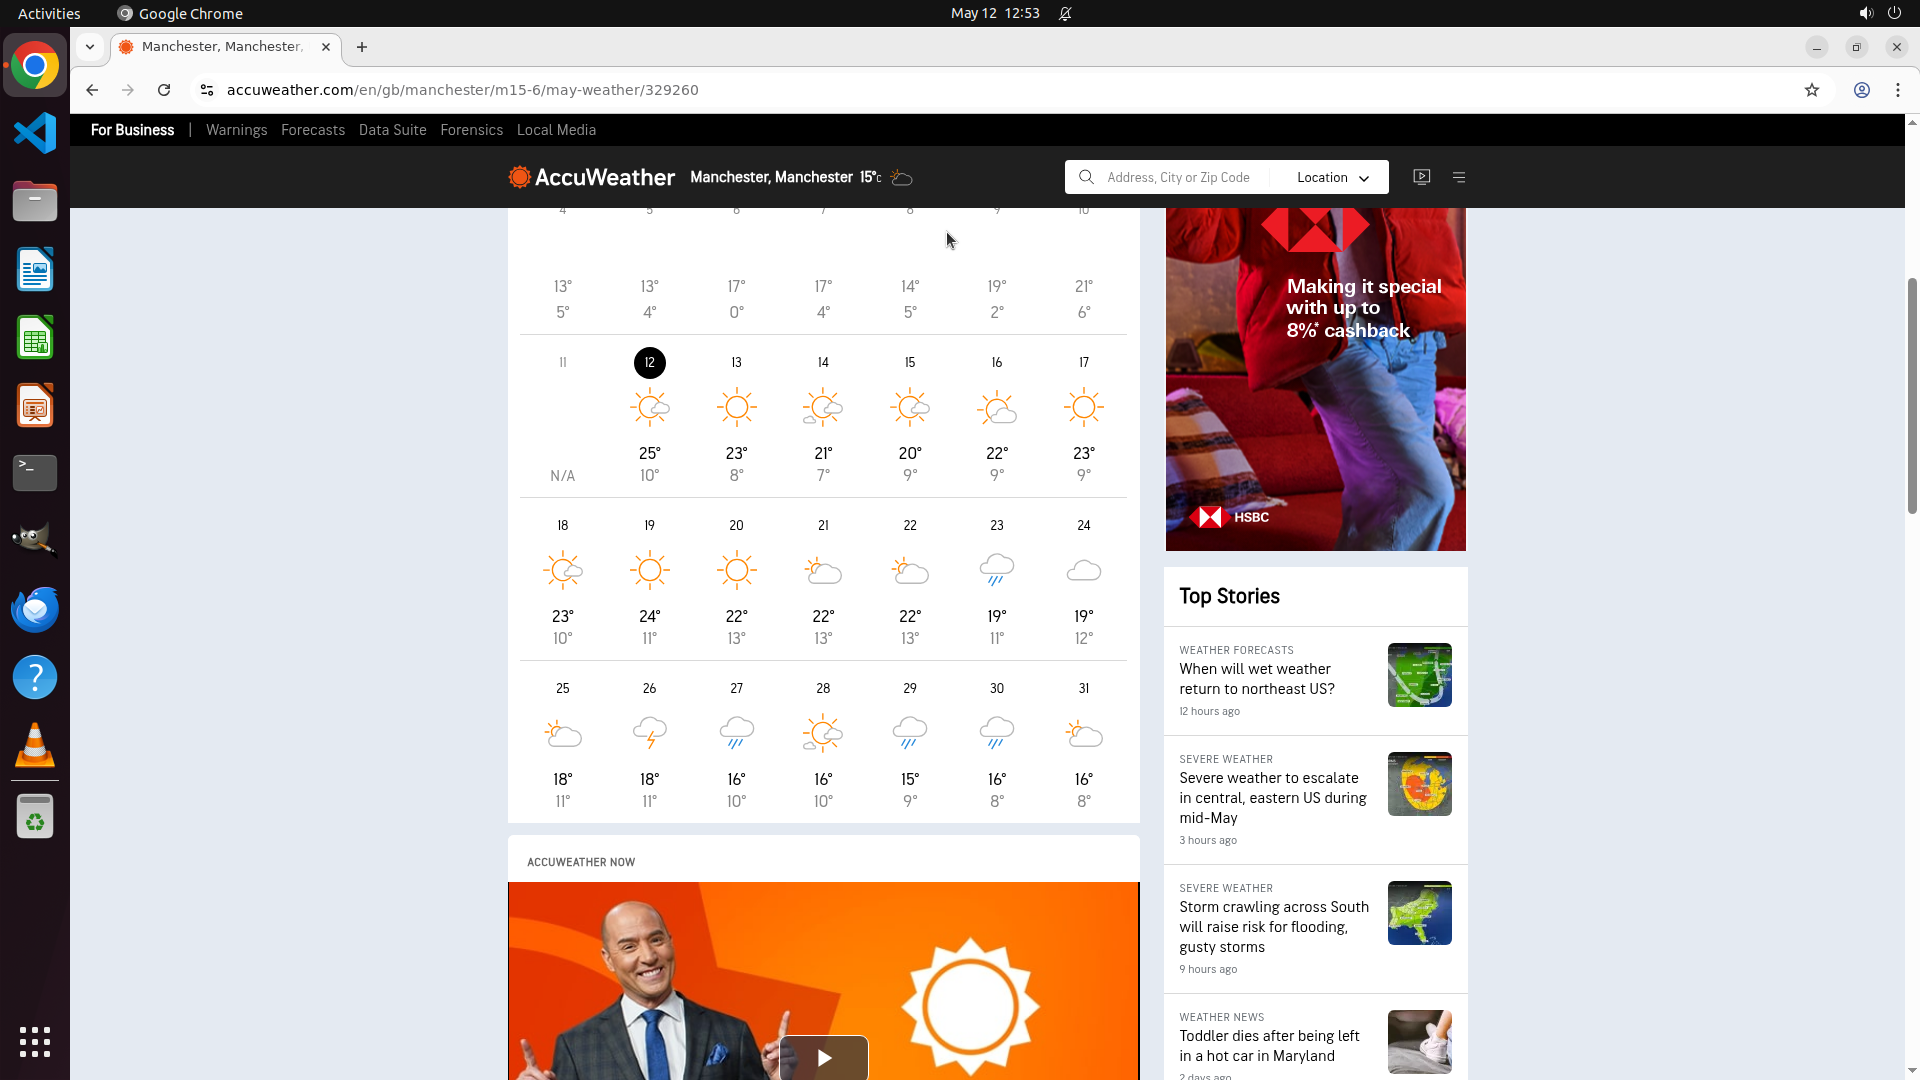 Activities
Google Chrome
May 12 12:53
Manchester, Manchester,
accuweather.com/en/gb/manchester/m15-6/may-weather/329260
For Business | Warnings Forecasts Data Suite Forensics Local Media
AccuWeather Manchester, Manchester 15°C
Address, City or Zip Code Location
4 5 6 7 8 9 10
13° 13° 17° 17° 14° 19° 21°
5° 4° 0° 4° 5° 2° 6°
11 12 13 14 15 16 17
25° 23° 21° 20° 22° 23°
N/A 10° 8° 7° 9° 9° 9°
18 19 20 21 22 23 24
23° 24° 22° 22° 22° 19° 19°
10° 11° 13° 13° 13° 11° 12°
25 26 27 28 29 30 31
18° 18° 16° 16° 15° 16° 16°
11° 11° 10° 10° 9° 8° 8°
ACCUWEATHER NOW
Making it special
with up to
8%* cashback
HSBC
Top Stories
WEATHER FORECASTS
When will wet weather
return to northeast US?
12 hours ago
SEVERE WEATHER
Severe weather to escalate
in central, eastern US during
mid-May
3 hours ago
SEVERE WEATHER
Storm crawling across South
will raise risk for flooding,
gusty storms
9 hours ago
WEATHER NEWS
Toddler dies after being left
in a hot car in Maryland
2 days ago